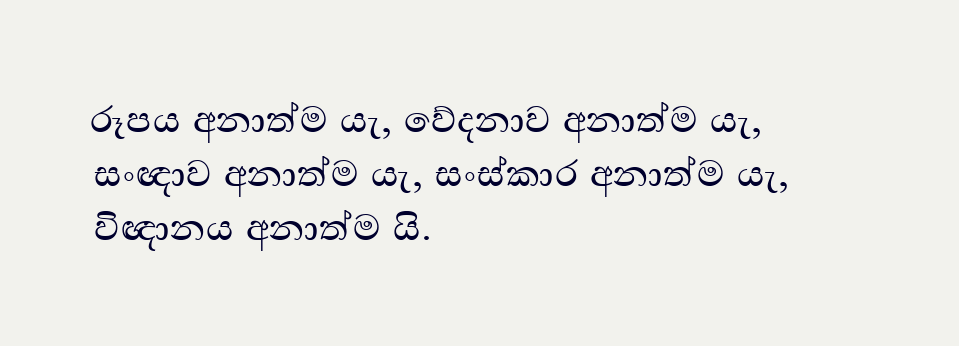 රූපය අනාත්ම යැ, වේදනාව අනාත්ම යැ,
සංඥාව අනාත්ම යැ, සංස්කාර අනාත්ම යැ,
විඥානය අනාත්ම යි.